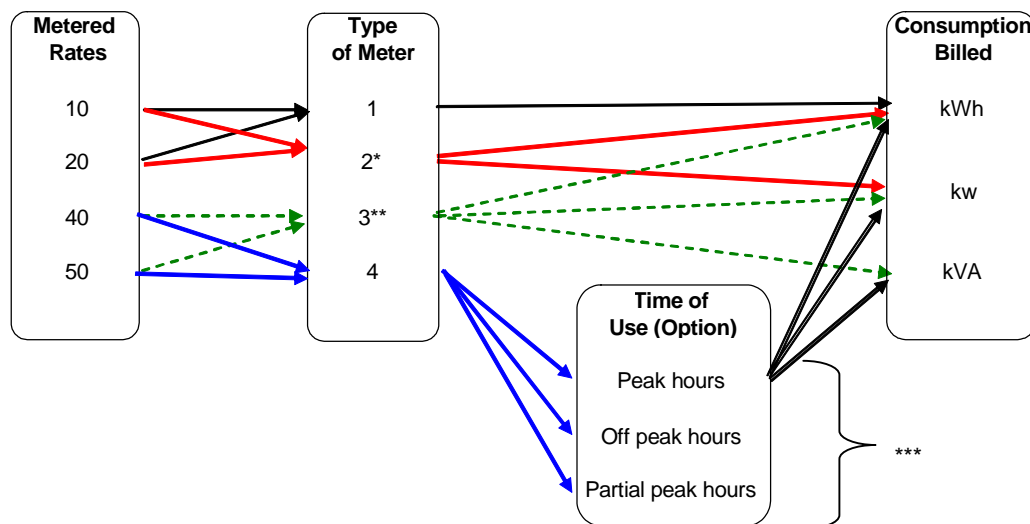 Metered
Rates
10
20
40
50
Type
of Meter
1
2*
3**
4
Time of
Use (Option)
Peak hours
Off peak hours
Partial peak hours
***
Consumption
Billed
kWh
kw
kVA